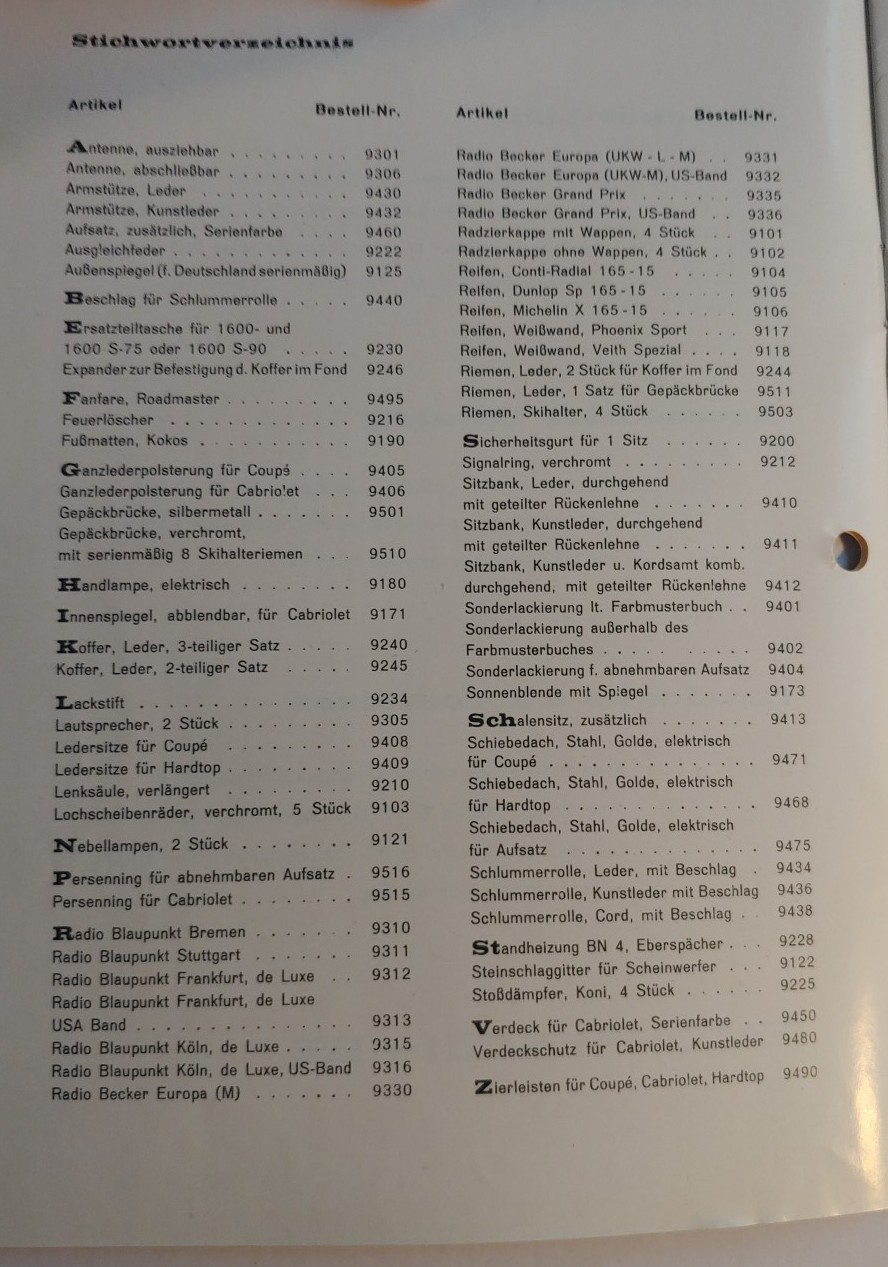 Stichwortverzeichnis
Artikel Bestell-Nr.
Antenne, ausziehbar . . . . . . . . 9301
Antenne, abschließbar . . . . . . . . 9306
Armstütze, Leder . . . . . . . . . 9430
Armstütze, Kunstleder . . . . . . . . 9432
Aufsatz, zusätzlich, Serienfarbe . . . . 9460
Ausgleichfeder . . . . . . . . . . . 9222
Außenspiegel (f. Deutschland serienmäßig) 9125
Beschlag für Schlummerrolle . . . . . 9440
Ersatzteiltasche für 1600- und
1600 S-75 oder 1600 S-90 . . . . . 9230
Expander zur Befestigung d. Koffer im Fond 9246
Fanfare, Roadmaster . . . . . . . . 9495
Feuerlöscher . . . . . . . . . . . 9216
Fußmatten, Kokos . . . . . . . . . . 9190
Ganzlederpolsterung für Coupé . . . . 9405
Ganzlederpolsterung für Cabriolet . . . 9406
Gepäckbrücke, silbermetall . . . . . . 9501
Gepäckbrücke, verchromt,
mit serienmäßig 8 Skihalteriemen . . . 9510
Handlampe, elektrisch . . . . . . . 9180
Innenspiegel, abblendbar, für Cabriolet 9171
Koffer, Leder, 3-teiliger Satz . . . . . 9240
Koffer, Leder, 2-teiliger Satz . . . . . 9245
Lackstift . . . . . . . . . . . . . . 9234
Lautsprecher, 2 Stück . . . . . . . . 9305
Ledersitze für Coupé . . . . . . . . 9408
Ledersitze für Hardtop . . . . . . . . 9409
Lenksäule, verlängert . . . . . . . . 9210
Lochscheibenräder, verchromt, 5 Stück 9103
Nebellampen, 2 Stück . . . . . . . . 9121
Persenning für abnehmbaren Aufsatz . 9516
Persenning für Cabriolet . . . . . . . 9515
Radio Blaupunkt Bremen . . . . . . . 9310
Radio Blaupunkt Stuttgart . . . . . . . 9311
Radio Blaupunkt Frankfurt, de Luxe . . 9312
Radio Blaupunkt Frankfurt, de Luxe
USA Band . . . . . . . . . . . . . . 9313
Radio Blaupunkt Köln, de Luxe . . . . . 9315
Radio Blaupunkt Köln, de Luxe, US-Band 9316
Radio Becker Europa (M) . . . . . . . 9330
Artikel Bestell-Nr.
Radio Becker Europa (UKW - L - M) . . 9331
Radio Becker Europa (UKW-M), US-Band 9332
Radio Becker Grand Prix . . . . . . . 9335
Radio Becker Grand Prix, US-Band . . 9336
Radzierkappe mit Wappen, 4 Stück . . 9101
Radzierkappe ohne Wappen, 4 Stück . . 9102
Reifen, Conti-Radial 165 - 15 . . . . . 9104
Reifen, Dunlop Sp 165 - 15 . . . . . . 9105
Reifen, Michelin X 165 - 15 . . . . . . 9106
Reifen, Weißwand, Phoenix Sport . . . 9117
Reifen, Weißwand, Veith Spezial . . . . 9118
Riemen, Leder, 2 Stück für Koffer im Fond 9244
Riemen, Leder, 1 Satz für Gepäckbrücke 9511
Riemen, Skihalter, 4 Stück . . . . . . 9503
Sicherheitsgurt für 1 Sitz . . . . . . 9200
Signalring, verchromt . . . . . . . . . 9212
Sitzbank, Leder, durchgehend
mit geteilter Rückenlehne . . . . . . . 9410
Sitzbank, Kunstleder, durchgehend
mit geteilter Rückenlehne . . . . . . . 9411
Sitzbank, Kunstleder u. Kordsamt komb.
durchgehend, mit geteilter Rückenlehne 9412
Sonderlackierung lt. Farbmusterbuch . . 9401
Sonderlackierung außerhalb des
Farbmusterbuches . . . . . . . . . 9402
Sonderlackierung f. abnehmbaren Aufsatz 9404
Sonnenblende mit Spiegel . . . . . . . 9173
Schalensitz, zusätzlich . . . . . . . 9413
Schiebedach, Stahl, Golde, elektrisch
für Coupé . . . . . . . . . . . . . . 9471
Schiebedach, Stahl, Golde, elektrisch
für Hardtop . . . . . . . . . . . . . 9468
Schiebedach, Stahl, Golde, elektrisch
für Aufsatz . . . . . . . . . . . . . 9475
Schlummerrolle, Leder, mit Beschlag . 9434
Schlummerrolle, Kunstleder mit Beschlag 9436
Schlummerrolle, Cord, mit Beschlag . . 9438
Standheizung BN 4, Eberspächer . . . 9228
Steinschlaggitter für Scheinwerfer . . . 9122
Stoßdämpfer, Koni, 4 Stück . . . . . . 9225
Verdeck für Cabriolet, Serienfarbe . . 9450
Verdeckschutz für Cabriolet, Kunstleder 9480
Zierleisten für Coupé, Cabriolet, Hardtop 9490